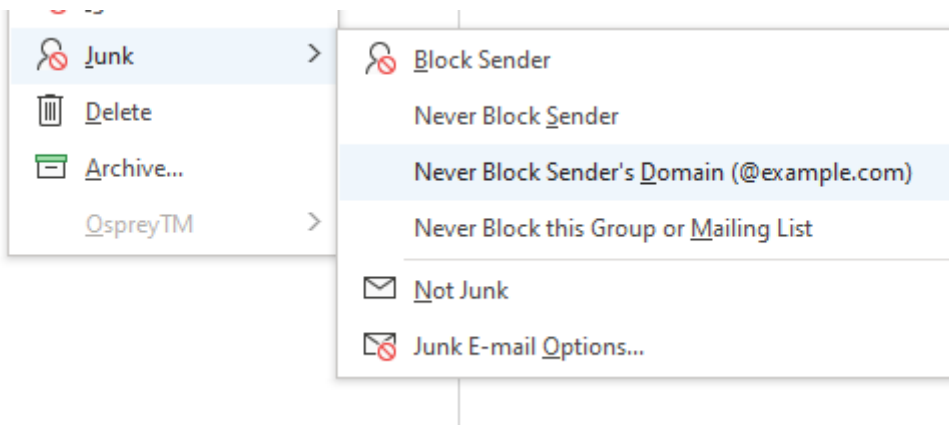 Junk
Delete
Archive...
OspreyTM
Block Sender
Never Block Sender
Never Block Sender's Domain (@example.com)
Never Block this Group or Mailing List
Not Junk
Junk E-mail Options...